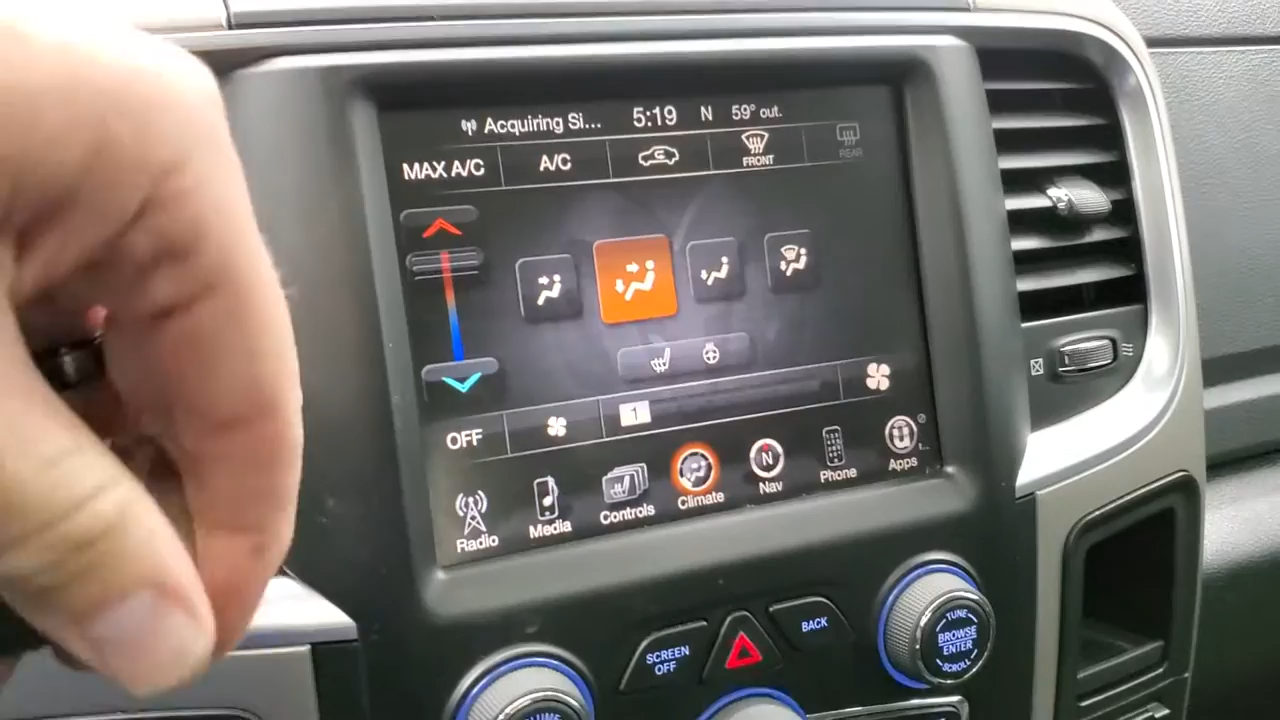 Acquiring Si... 5:19 N 59° out.
MAX A/C A/C FRONT REAR
1
OFF
Radio Media Controls Climate N Nav Phone U Apps
SCREEN OFF
BACK
TUNE
BROWSE
ENTER
SCROLL
VOLUME